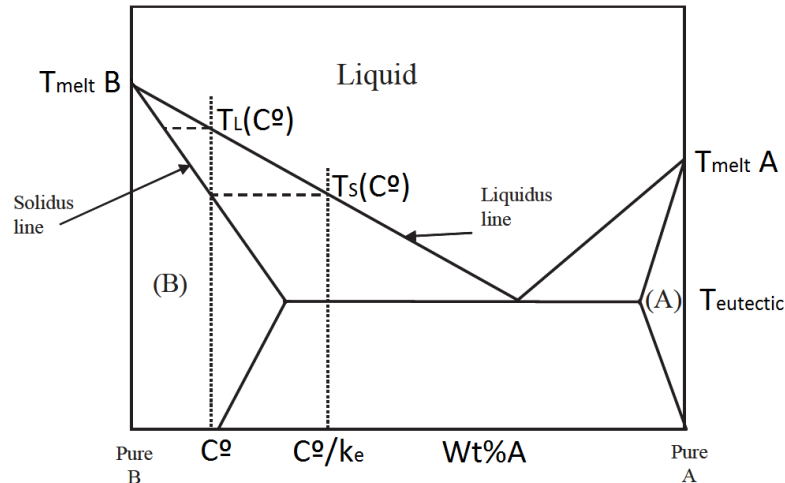 Liquid
Tmelt B
TL(Cº)
Tmelt A
Solidus
line
TS(Cº)
Liquidus
line
(B)
(A)
Teutectic
Pure
B
Cº
Cº/ke
Wt%A
Pure
A